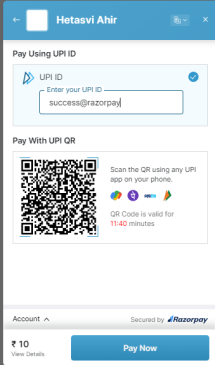 Hetasvi Ahir
Pay Using UPI ID
UPI ID
Enter your UPI ID
success@razorpay
Pay With UPI QR
Scan the QR using any UPI
app on your phone.
QR Code is valid for
11:40 minutes
Account
Secured by Razorpay
₹ 10
View Details
Pay Now